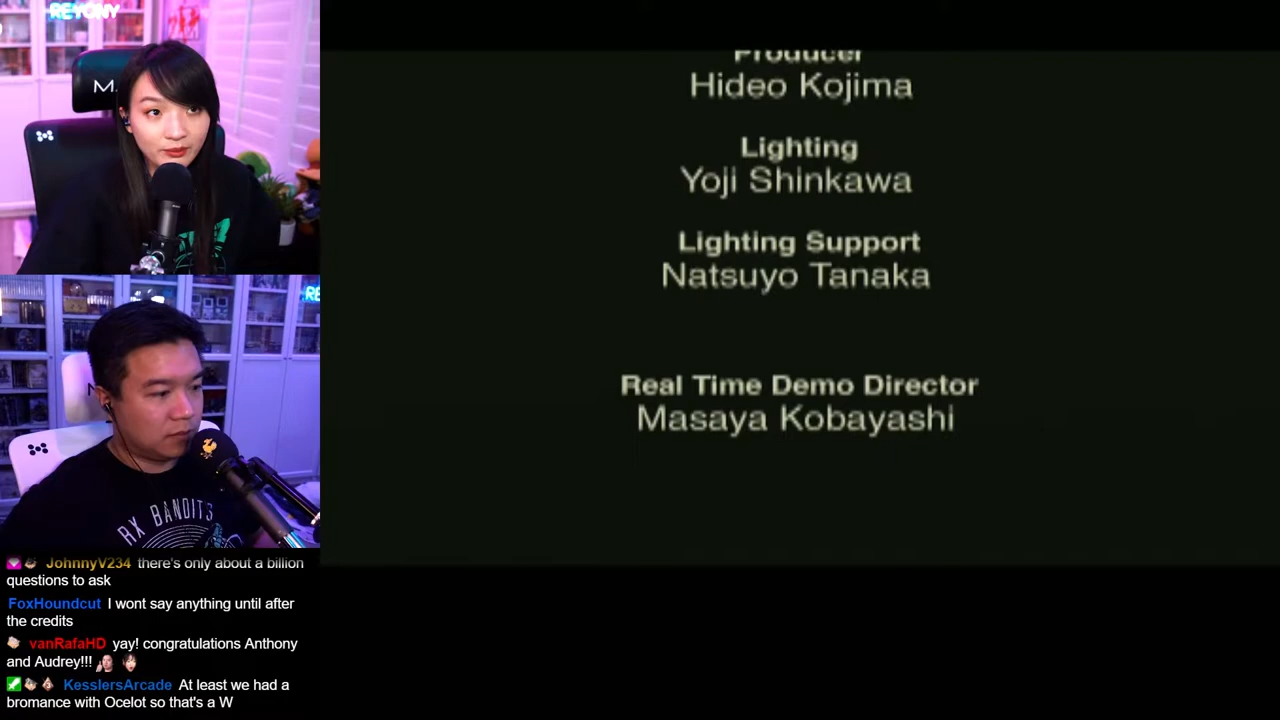 REYONY
M
Producer
Hideo Kojima
Lighting
Yoji Shinkawa
Lighting Support
Natsuyo Tanaka
Real Time Demo Director
Masaya Kobayashi
RE
RX BANDITS
JohnnyV234 there's only about a billion
questions to ask
FoxHoundcut I wont say anything until after
the credits
vanRafaHD yay! congratulations Anthony
and Audrey!!!
KesslersArcade At least we had a
bromance with Ocelot so that's a W